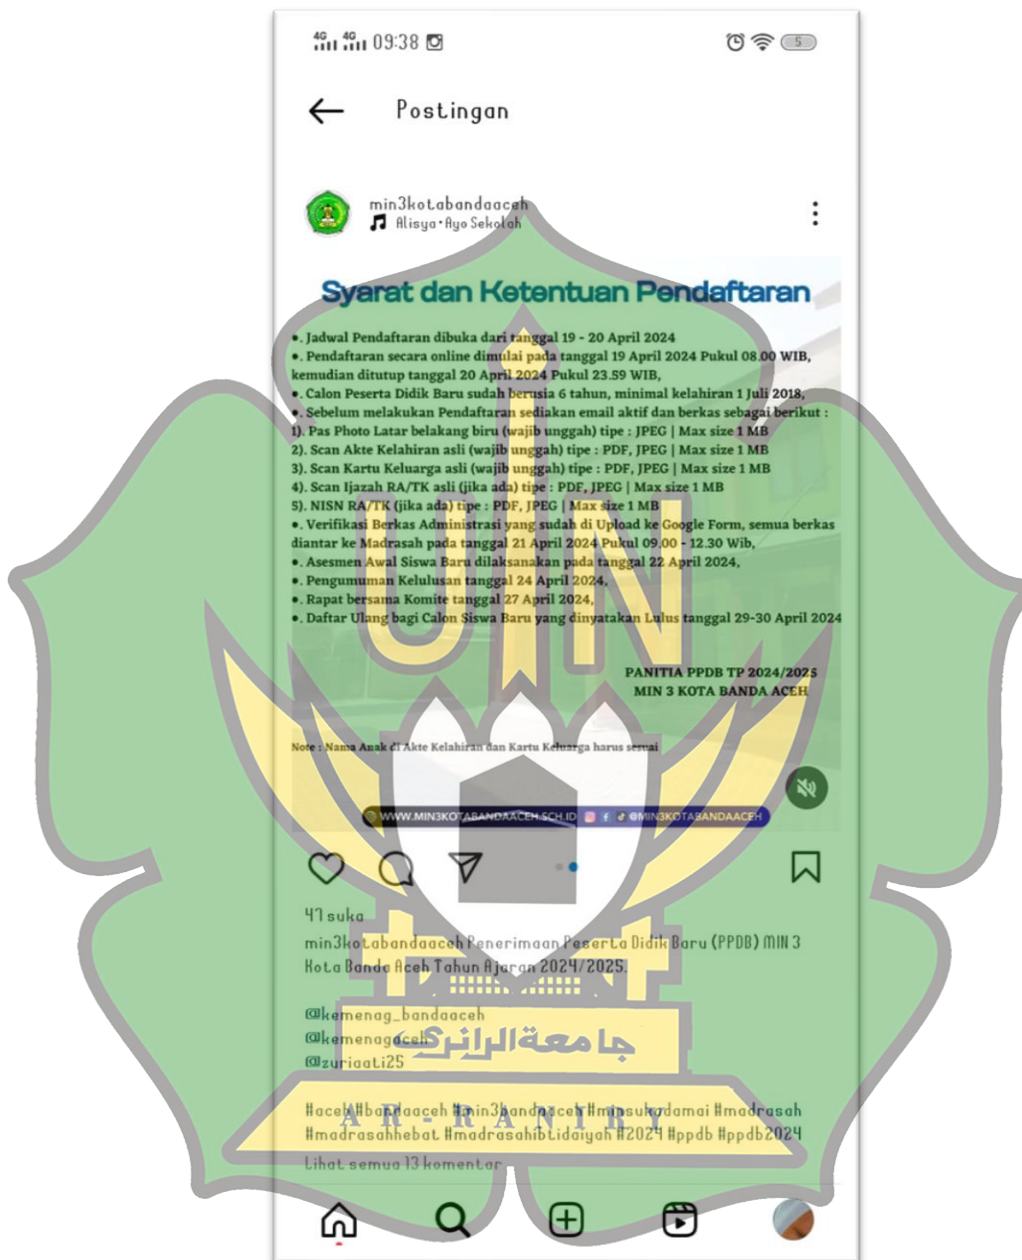 4G 4G 09:38 5
Postingan
min3kotabandaaceh
Alisya • Ayo Sekolah
Syarat dan Ketentuan Pendaftaran
•. Jadwal Pendaftaran dibuka dari tanggal 19 - 20 April 2024
•. Pendaftaran secara online dimulai pada tanggal 19 April 2024 Pukul 08.00 WIB,
kemudian ditutup tanggal 20 April 2024 Pukul 23.59 WIB,
•. Calon Peserta Didik Baru sudah berusia 6 tahun, minimal kelahiran 1 Juli 2018,
•. Sebelum melakukan Pendaftaran sediakan email aktif dan berkas sebagai berikut :
1). Pas Photo Latar belakang biru (wajib unggah) tipe : JPEG | Max size 1 MB
2). Scan Akte Kelahiran asli (wajib unggah) tipe : PDF, JPEG | Max size 1 MB
3). Scan Kartu Keluarga asli (wajib unggah) tipe : PDF, JPEG | Max size 1 MB
4). Scan Ijazah RA/TK asli (jika ada) tipe : PDF, JPEG | Max size 1 MB
5). NISN RA/TK (jika ada) tipe : PDF, JPEG | Max size 1 MB
•. Verifikasi Berkas Administrasi yang sudah di Upload ke Google Form, semua berkas
diantar ke Madrasah pada tanggal 21 April 2024 Pukul 09.00 - 12.30 Wib,
•. Asesmen Awal Siswa Baru dilaksanakan pada tanggal 22 April 2024,
•. Pengumuman Kelulusan tanggal 24 April 2024,
•. Rapat bersama Komite tanggal 27 April 2024,
•. Daftar Ulang bagi Calon Siswa Baru yang dinyatakan Lulus tanggal 29-30 April 2024
UIN
PANITIA PPDB TP 2024/2025
MIN 3 KOTA BANDA ACEH
Note : Nama Anak di Akte Kelahiran dan Kartu Keluarga harus sesuai
WWW.MIN3KOTABANDAACEH.SCH.ID @MIN3KOTABANDAACEH
47 suka
min3kotabandaaceh Penerimaan Peserta Didik Baru (PPDB) MIN 3
Kota Banda Aceh Tahun Ajaran 2024/2025.
@kemenag_bandaaceh
@kemenagaceh
@zuriaati25
جامعة الرانري
#aceh #bandaaceh #min3bandaaceh #minsukadamai #madrasah
AR-RANIRY
#madrasahhebat #madrasahibtidaiyah #2024 #ppdb #ppdb2024
Lihat semua 13 komentar